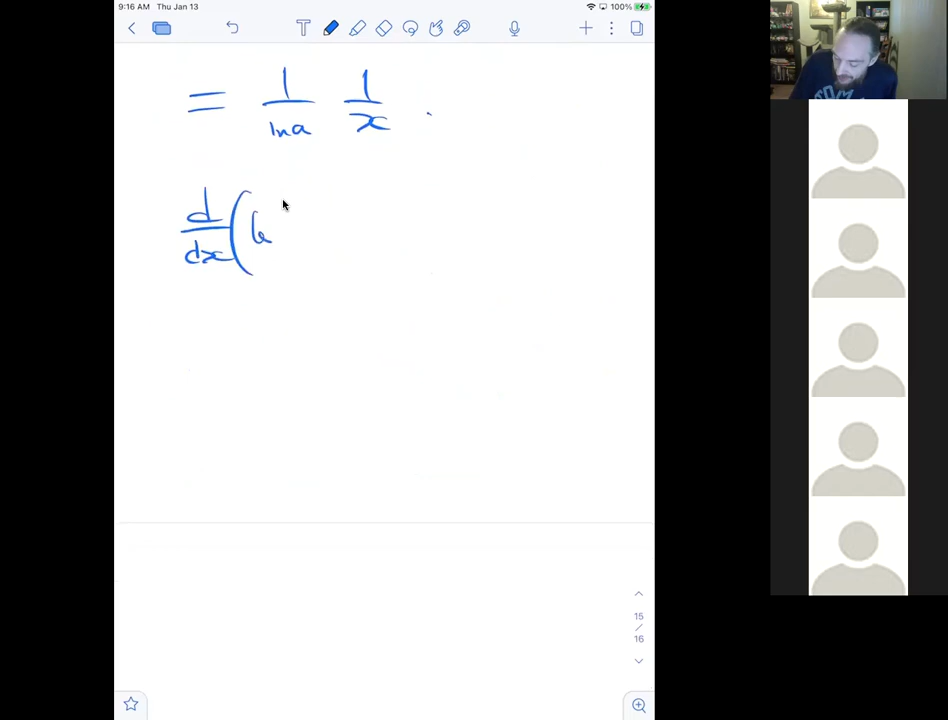 9:16 AM Thu Jan 13 100%
= 1/ln a 1/x .
d/dx (
15
/
16